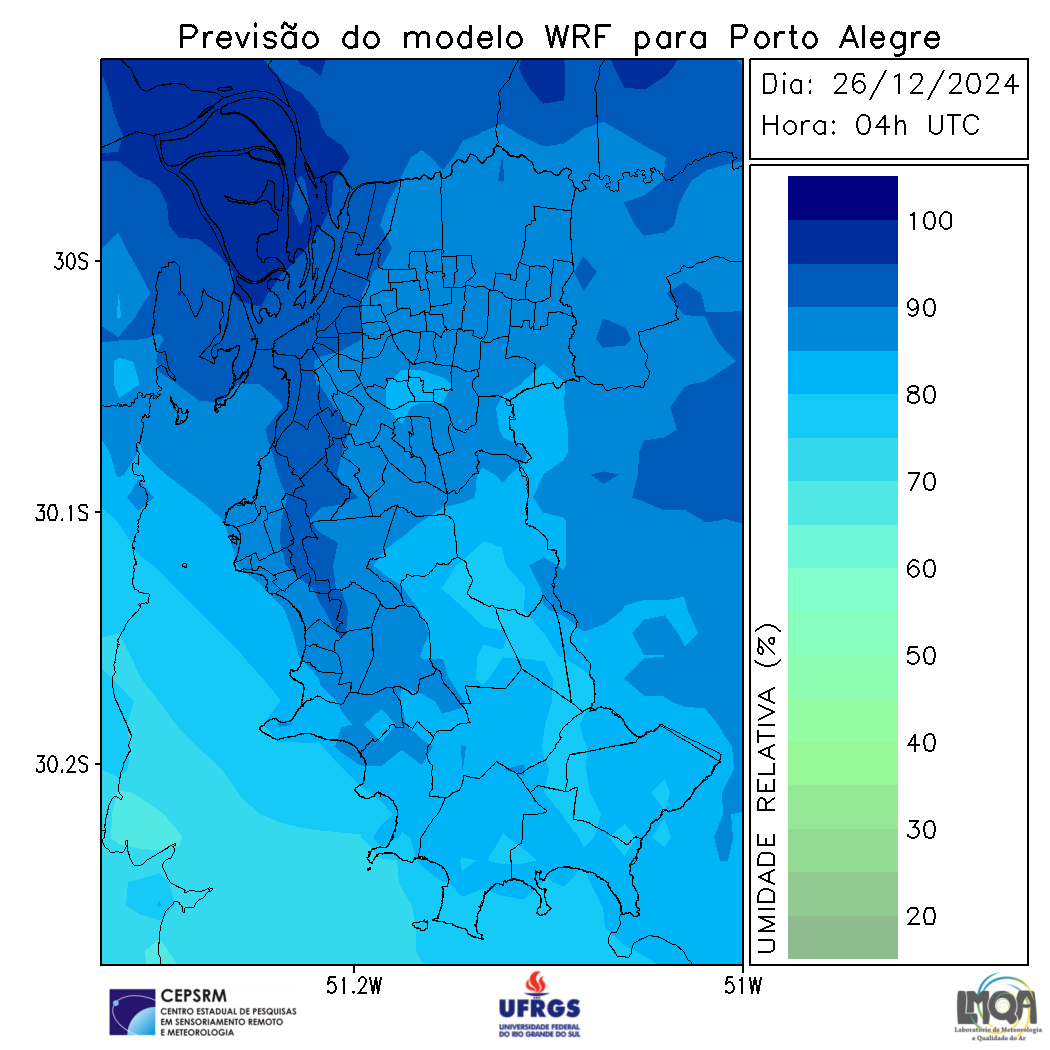 Previsão do modelo WRF para Porto Alegre
Dia: 26/12/2024
Hora: 04h UTC
30S
30.1S
30.2S
51.2W
51W
100
90
80
70
60
50
40
30
20
UMIDADE RELATIVA (%)
CEPSRM
CENTRO ESTADUAL DE PESQUISAS
EM SENSORIAMENTO REMOTO
E METEOROLOGIA
UFRGS
UNIVERSIDADE FEDERAL
DO RIO GRANDE DO SUL
LMQA
Laboratório de Meteorologia
e Qualidade do Ar